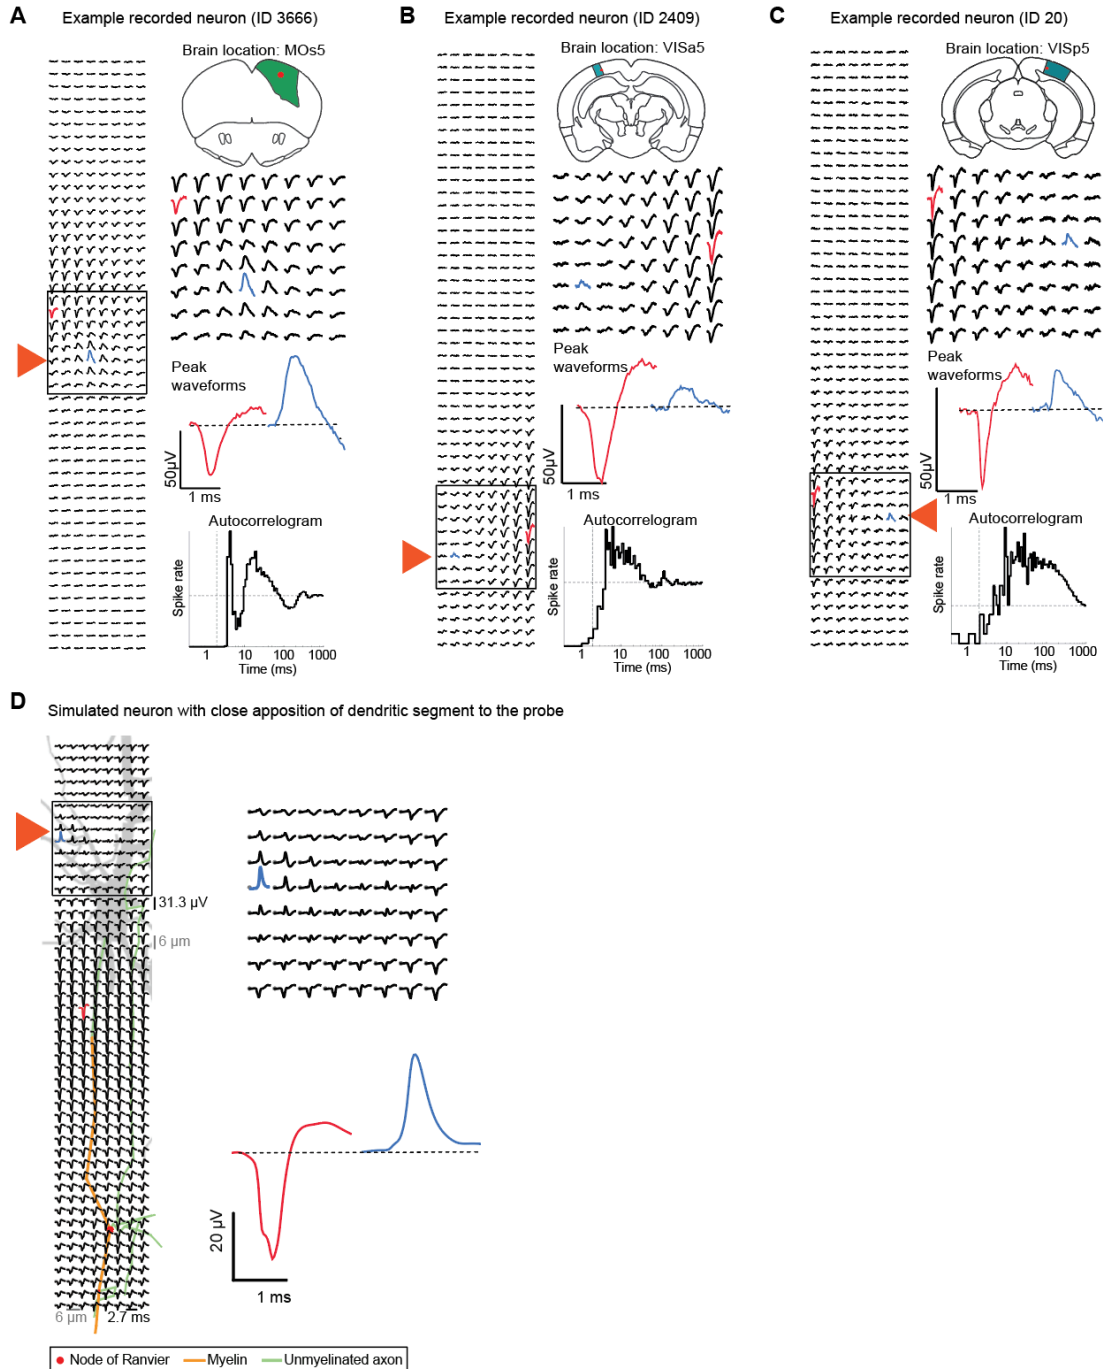 A Example recorded neuron (ID 3666)
Brain location: MOs5
Peak
waveforms
50µV
1 ms
Autocorrelogram
Spike rate
1 10 100 1000
Time (ms)
B Example recorded neuron (ID 2409)
Brain location: VISa5
Peak
waveforms
50µV
1 ms
Autocorrelogram
Spike rate
1 10 100 1000
Time (ms)
C Example recorded neuron (ID 20)
Brain location: VISp5
Peak
waveforms
50µV
1 ms
Autocorrelogram
Spike rate
1 10 100 1000
Time (ms)
D Simulated neuron with close apposition of dendritic segment to the probe
31.3 µV
6 µm
20 µV
1 ms
6 µm 2.7 ms
Node of Ranvier Myelin Unmyelinated axon